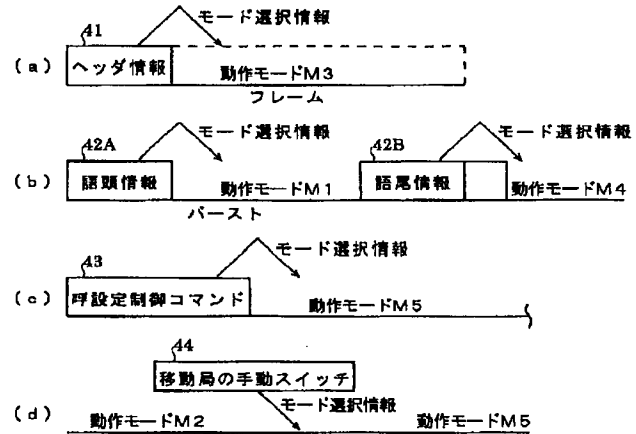 モード選択情報
41
(a) ヘッダ情報 動作モードM3
フレーム
モード選択情報 モード選択情報
42A 42B
(b) 語頭情報 動作モードM1 語尾情報 動作モードM4
バースト
モード選択情報
43
(c) 呼設定制御コマンド 動作モードM5
44
移動局の手動スイッチ
モード選択情報
(d) 動作モードM2 動作モードM5